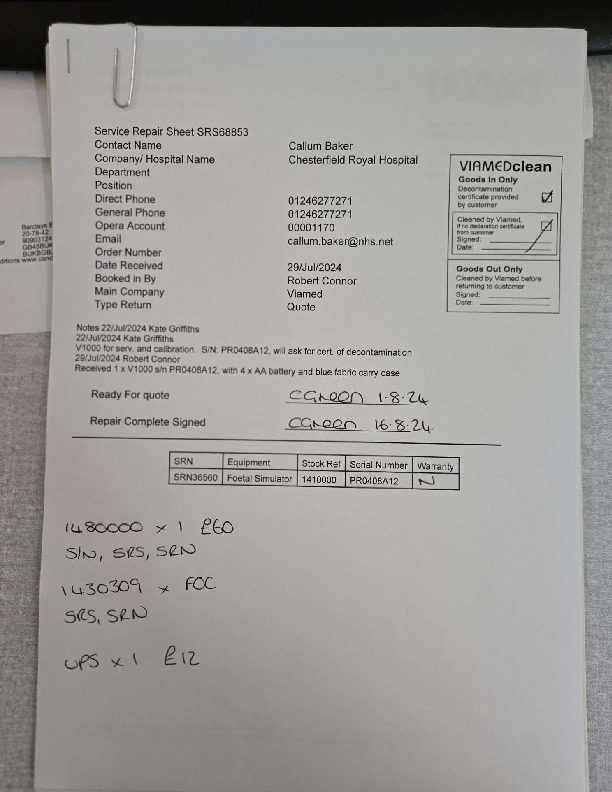 Service Repair Sheet SRS68853
Contact Name Callum Baker
Company/ Hospital Name Chesterfield Royal Hospital
Department
Position
Direct Phone 01246277271
General Phone 01246277271
Opera Account 00001170
Email callum.baker@nhs.net
Order Number
Date Received 29/Jul/2024
Booked in By Robert Connor
Main Company Viamed
Type Return Quote
VIAMEDclean
Goods In Only
Decontamination
certificate provided
by customer
Cleaned by Viamed,
if no declaration certificate
from customer
Signed:
Date:
Goods Out Only
Cleaned by Viamed before
returning to customer
Signed:
Date:
Notes 22/Jul/2024 Kate Griffiths
22/Jul/2024 Kate Griffiths
V1000 for serv. and calibration. S/N: PR0408A12, will ask for cert. of decontamination
29/Jul/2024 Robert Connor
Received 1 x V1000 s/n PR0408A12, with 4 x AA battery and blue fabric carry case
Ready For quote CGreen 1-8-24
Repair Complete Signed CGreen 16-8-24
SRN Equipment Stock Ref Serial Number Warranty
SRN36560 Foetal Simulator 1410000 PR0406A12 N
1480000 x 1 £60
S/N, SRS, SRN
1430309 x FOC
SRS, SRN
UPS x 1 £12
Barclays
20-78-42
90903124